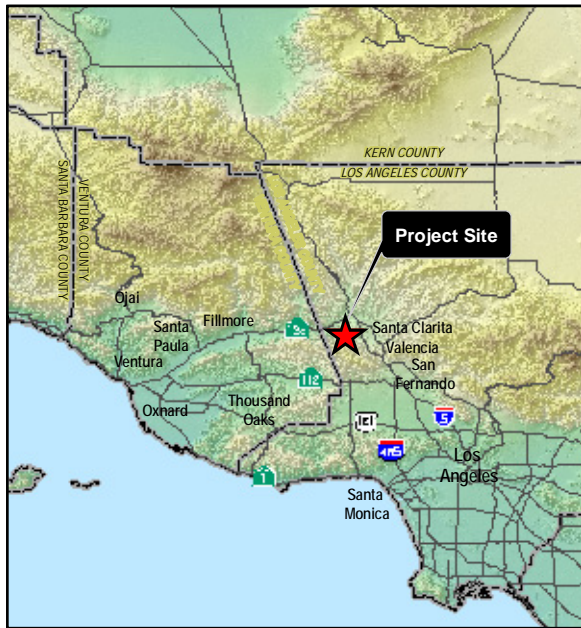 KERN COUNTY
LOS ANGELES COUNTY
SANTA BARBARA COUNTY
VENTURA COUNTY
Project Site
Ojai
Santa
Paula
Fillmore
Ventura
Santa Clarita
Valencia
San
Fernando
Thousand
Oaks
Oxnard
118
101
5
405
Los
Angeles
1
Santa
Monica